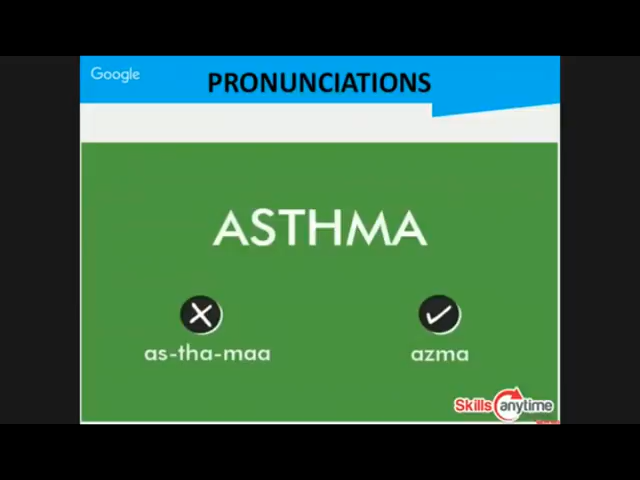 Google
PRONUNCIATIONS
ASTHMA
as-tha-maa
azma
Skills anytime